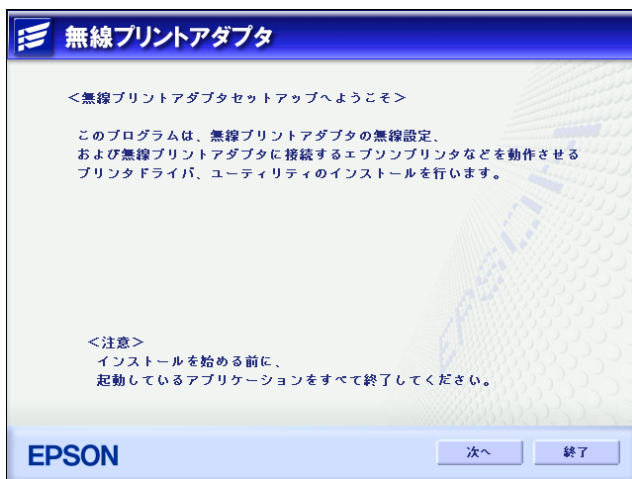 無線プリントアダプタ
＜無線プリントアダプタセットアップへようこそ＞
このプログラムは、無線プリントアダプタの無線設定、
および無線プリントアダプタに接続するエプソンプリンタなどを動作させる
プリンタドライバ、ユーティリティのインストールを行います。
EPSON
＜注意＞
インストールを始める前に、
起動しているアプリケーションをすべて終了してください。
EPSON
次へ
終了